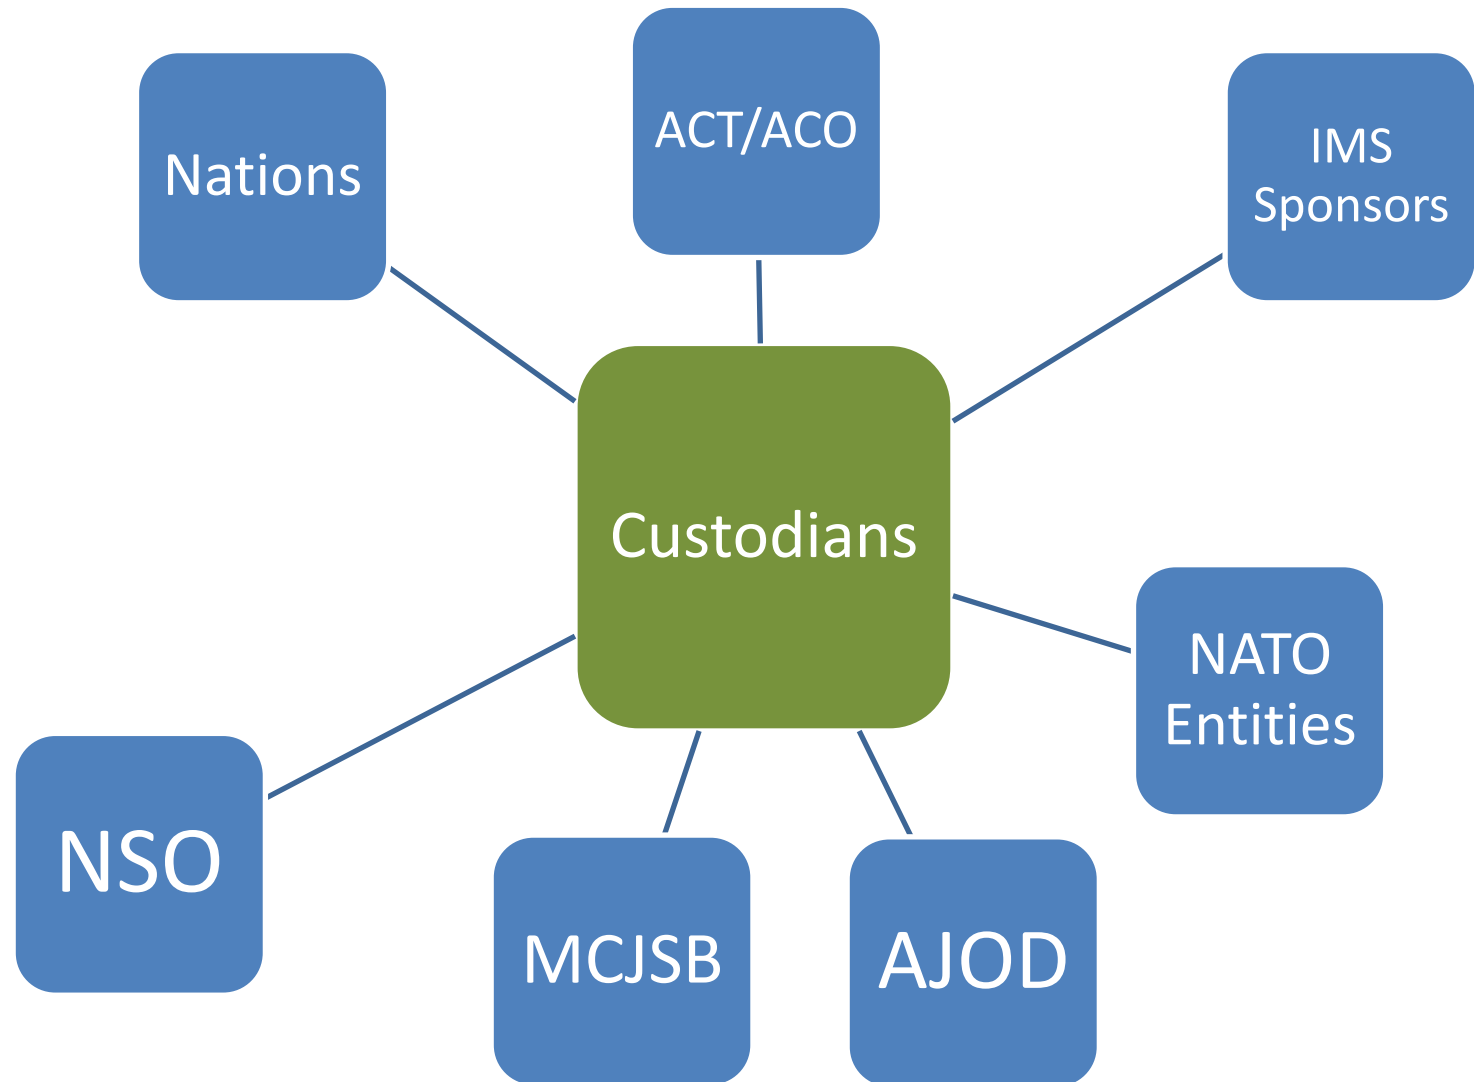 Nations
ACT/ACO
IMS
Sponsors
Custodians
NATO
Entities
NSO
MCJSB
AJOD